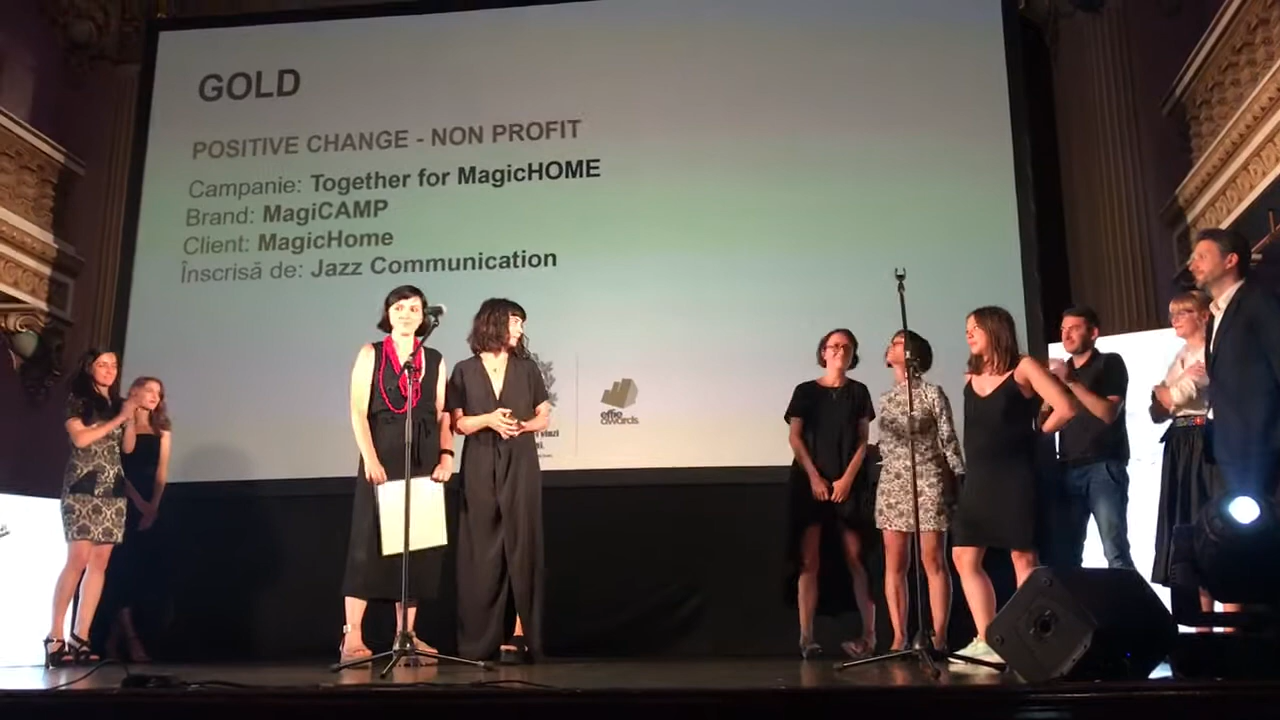 GOLD
POSITIVE CHANGE - NON PROFIT
Campanie: Together for MagicHOME
Brand: MagiCAMP
Client: MagicHome
Înscrisă de: Jazz Communication
effie
awards